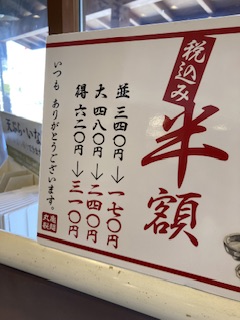 税込み
半額
並 三四〇円→一七〇円
大 四八〇円→二四〇円
得 六二〇円→三一〇円
いつも ありがとうございます。
丸亀製麺